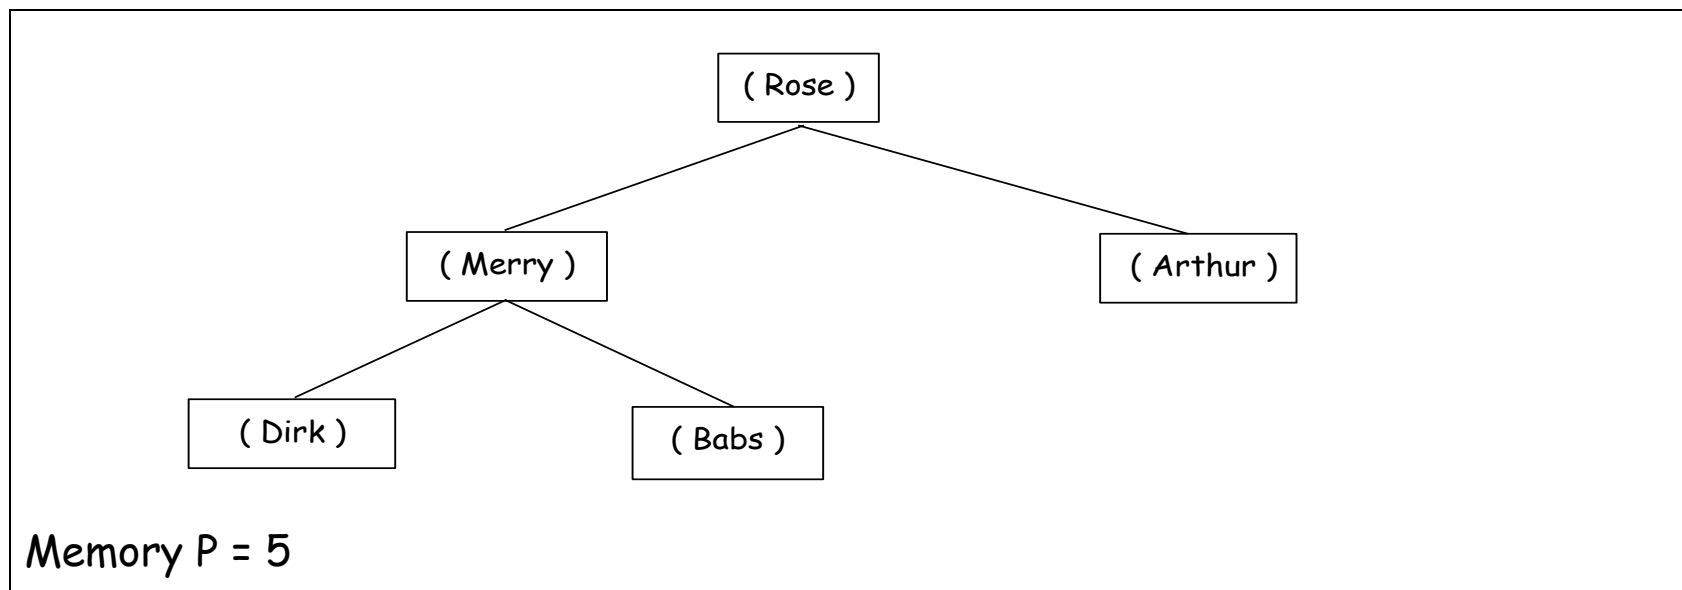 ( Rose )
( Merry )
( Arthur )
( Dirk )
( Babs )
Memory P = 5